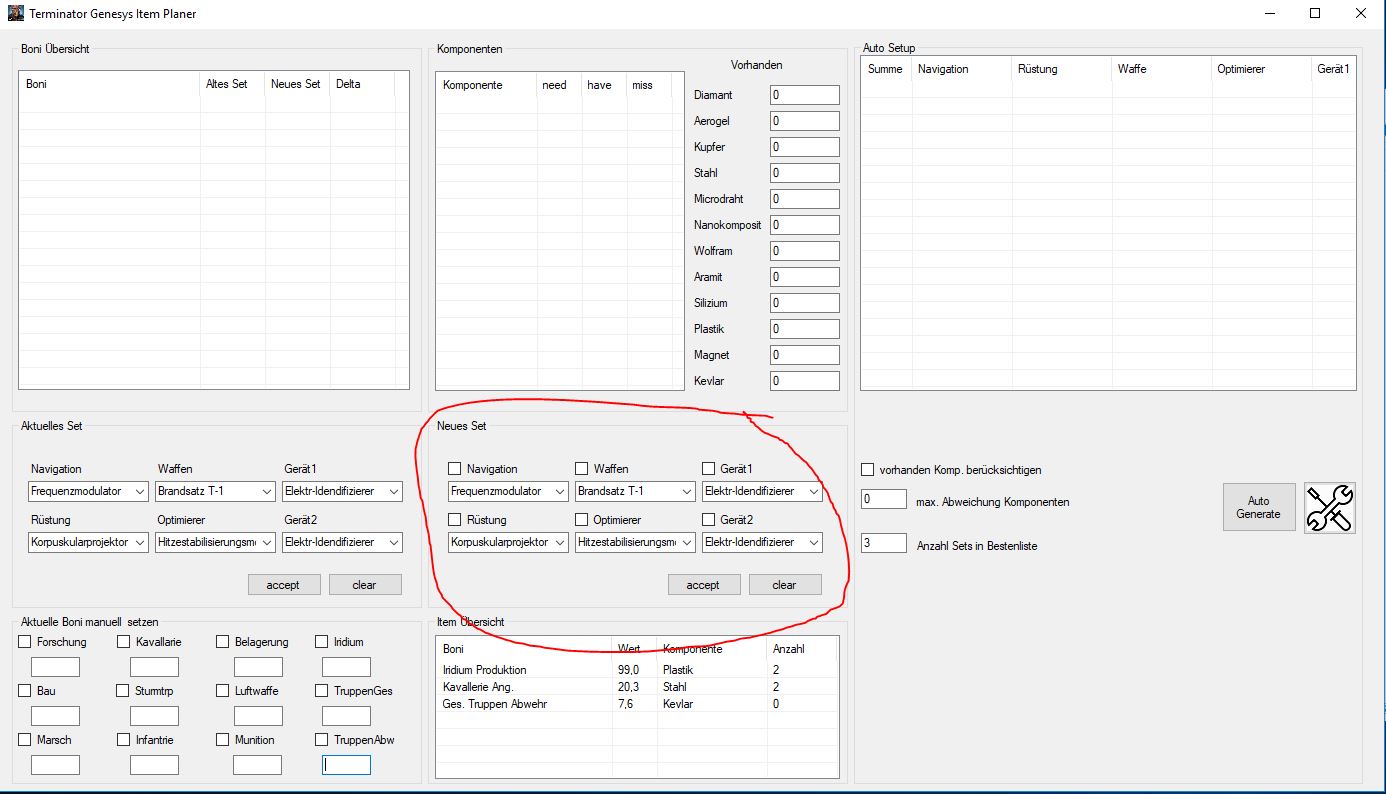 Terminator Genesys Item Planer
Boni Übersicht
Boni Altes Set Neues Set Delta
Komponenten
Komponente need have miss
Vorhanden
Diamant 0
Aerogel 0
Kupfer 0
Stahl 0
Microdraht 0
Nanokomposit 0
Wolfram 0
Aramit 0
Silizium 0
Plastik 0
Magnet 0
Kevlar 0
Auto Setup
Summe Navigation Rüstung Waffe Optimierer Gerät1
Aktuelles Set
Navigation Waffen Gerät1
Frequenzmodulator Brandsatz T-1 Elektr-Idendifizierer
Rüstung Optimierer Gerät2
Korpuskularprojektor Hitzestabilisierungsm Elektr-Idendifizierer
accept clear
Neues Set
Navigation Waffen Gerät1
Frequenzmodulator Brandsatz T-1 Elektr-Idendifizierer
Rüstung Optimierer Gerät2
Korpuskularprojektor Hitzestabilisierungsm Elektr-Idendifizierer
accept clear
vorhanden Komp. berücksichtigen
0 max. Abweichung Komponenten
3 Anzahl Sets in Bestenliste
Auto
Generate
Aktuelle Boni manuell setzen
Forschung Kavallarie Belagerung Iridium
Bau Sturmtrp Luftwaffe TruppenGes
Marsch Infantrie Munition TruppenAbw
Item Übersicht
Boni Wert Komponente Anzahl
Iridium Produktion 99,0 Plastik 2
Kavallerie Ang. 20,3 Stahl 2
Ges. Truppen Abwehr 7,6 Kevlar 0